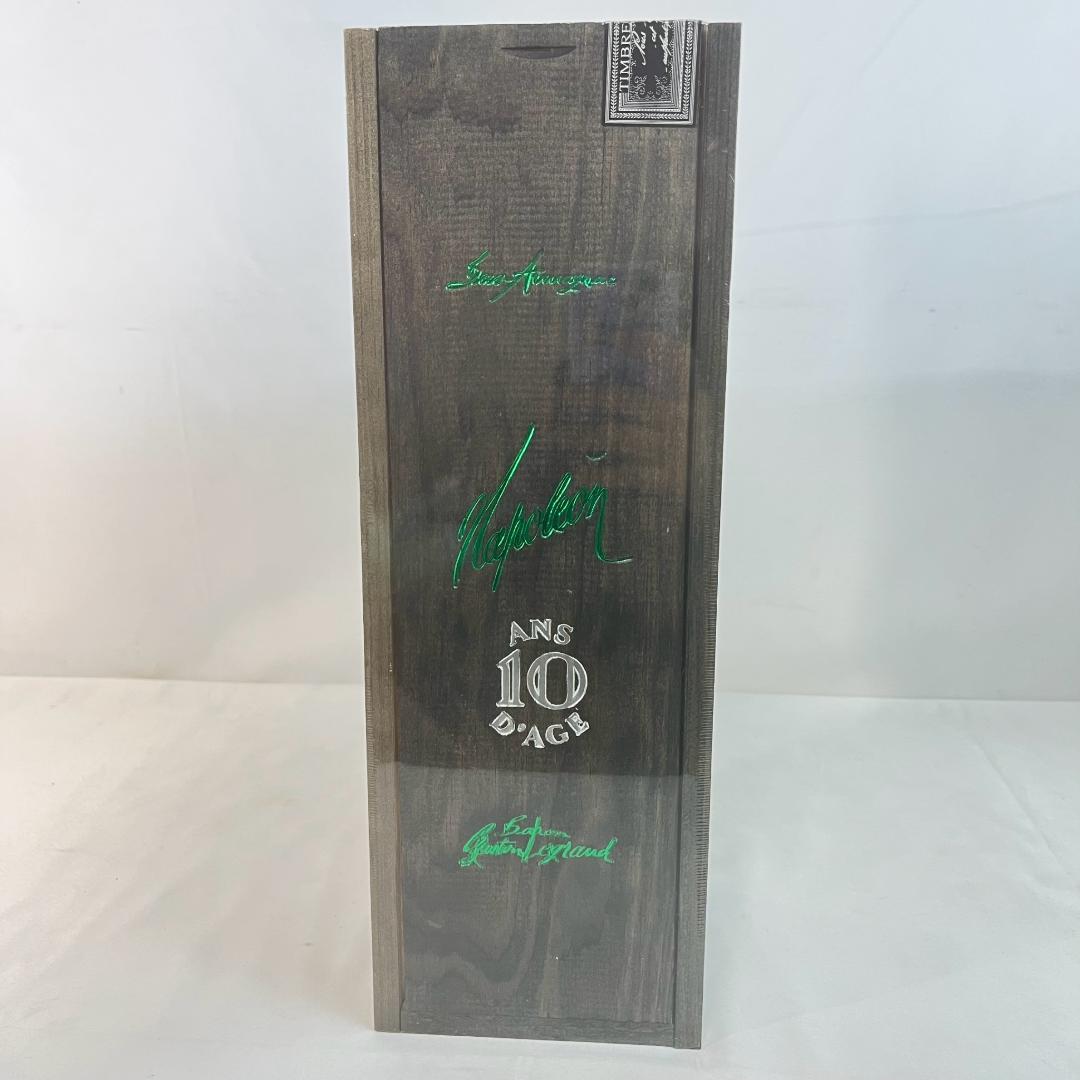 TIMBRE
Bas-Armagnac
Napoléon
ANS
10
D'AGE
Baron
Gaston Legrand